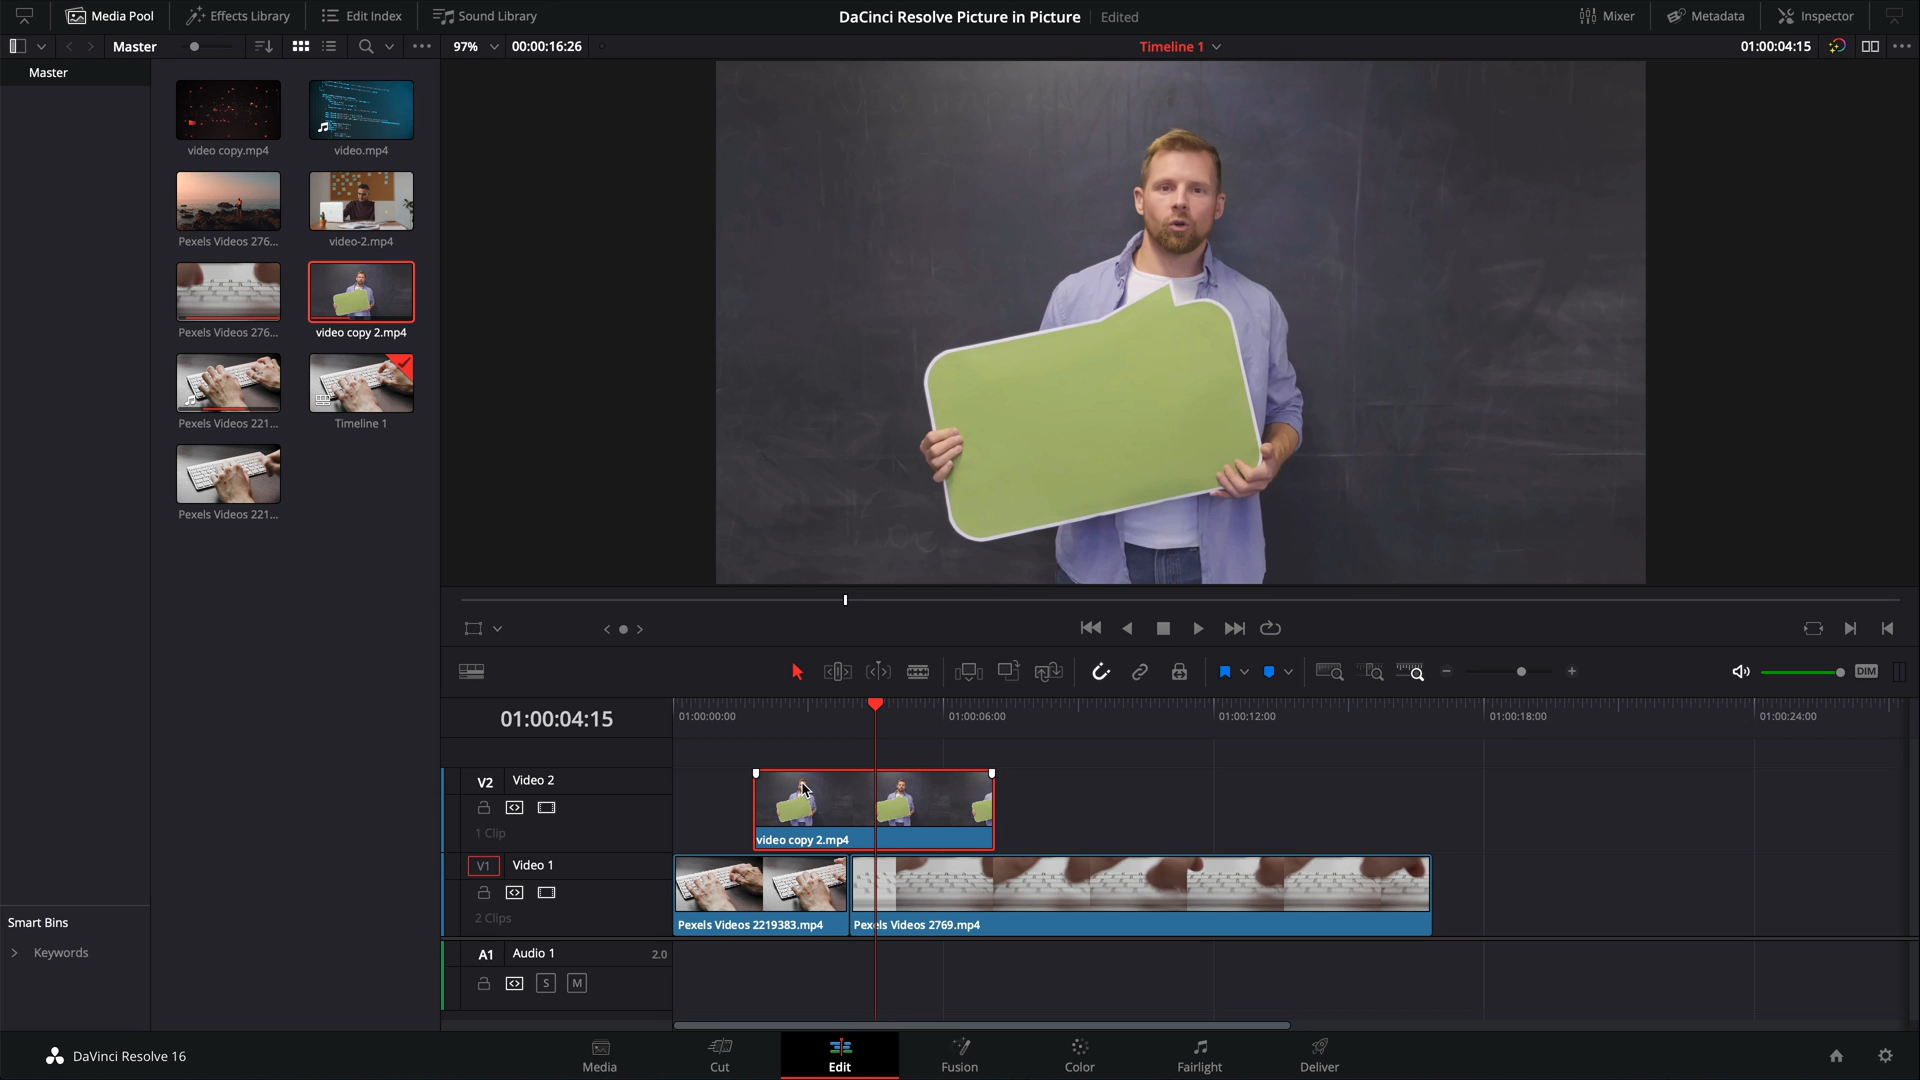 Media Pool
Effects Library
Edit Index
Sound Library
DaCinci Resolve Picture in Picture
Edited
Mixer
Metadata
Inspector
Master
97%
00:00:16:26
Timeline 1
01:00:04:15
Master
video copy.mp4
video.mp4
Pexels Videos 276...
video-2.mp4
Pexels Videos 276...
video copy 2.mp4
Pexels Videos 221...
Timeline 1
Pexels Videos 221...
DIM
01:00:04:15
01:00:00:00
01:00:06:00
01:00:12:00
01:00:18:00
01:00:24:00
V2
Video 2
1 Clip
video copy 2.mp4
V1
Video 1
2 Clips
Pexels Videos 2219383.mp4
Pexels Videos 2769.mp4
A1
Audio 1
2.0
S
M
Smart Bins
Keywords
DaVinci Resolve 16
Media
Cut
Edit
Fusion
Color
Fairlight
Deliver